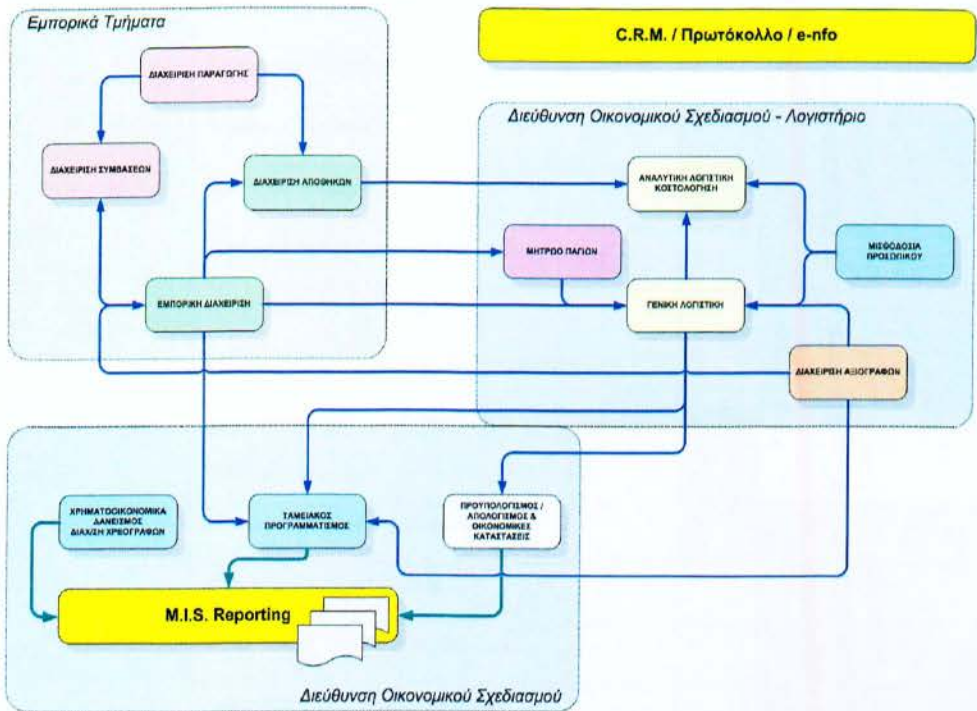 Εμπορικά Τμήματα
C.R.M. / Πρωτόκολλο / e-nfo
ΔΙΑΧΕΙΡΙΣΗ ΠΑΡΑΓΩΓΗΣ
Διεύθυνση Οικονομικού Σχεδιασμού - Λογιστήριο
ΔΙΑΧΕΙΡΙΣΗ ΣΥΜΒΑΣΕΩΝ
ΔΙΑΧΕΙΡΙΣΗ ΑΠΟΘΗΚΩΝ
ΑΝΑΛΥΤΙΚΗ ΛΟΓΙΣΤΙΚΗ
ΚΟΣΤΟΛΟΓΗΣΗ
ΜΗΤΡΩΟ ΠΑΓΙΩΝ
ΜΙΣΘΟΔΟΣΙΑ
ΠΡΟΣΩΠΙΚΟΥ
ΕΜΠΟΡΙΚΗ ΔΙΑΧΕΙΡΙΣΗ
ΓΕΝΙΚΗ ΛΟΓΙΣΤΙΚΗ
ΔΙΑΧΕΙΡΙΣΗ ΑΞΙΟΓΡΑΦΩΝ
ΧΡΗΜΑΤΟΟΙΚΟΝΟΜΙΚΑ
ΔΑΝΕΙΣΜΟΣ
ΔΙΑΧ/ΣΗ ΧΡΕΟΓΡΑΦΩΝ
ΤΑΜΕΙΑΚΟΣ
ΠΡΟΓΡΑΜΜΑΤΙΣΜΟΣ
ΠΡΟΥΠΟΛΟΓΙΣΜΟΣ /
ΑΠΟΛΟΓΙΣΜΟΣ &
ΟΙΚΟΝΟΜΙΚΕΣ
ΚΑΤΑΣΤΑΣΕΙΣ
M.I.S. Reporting
Διεύθυνση Οικονομικού Σχεδιασμού